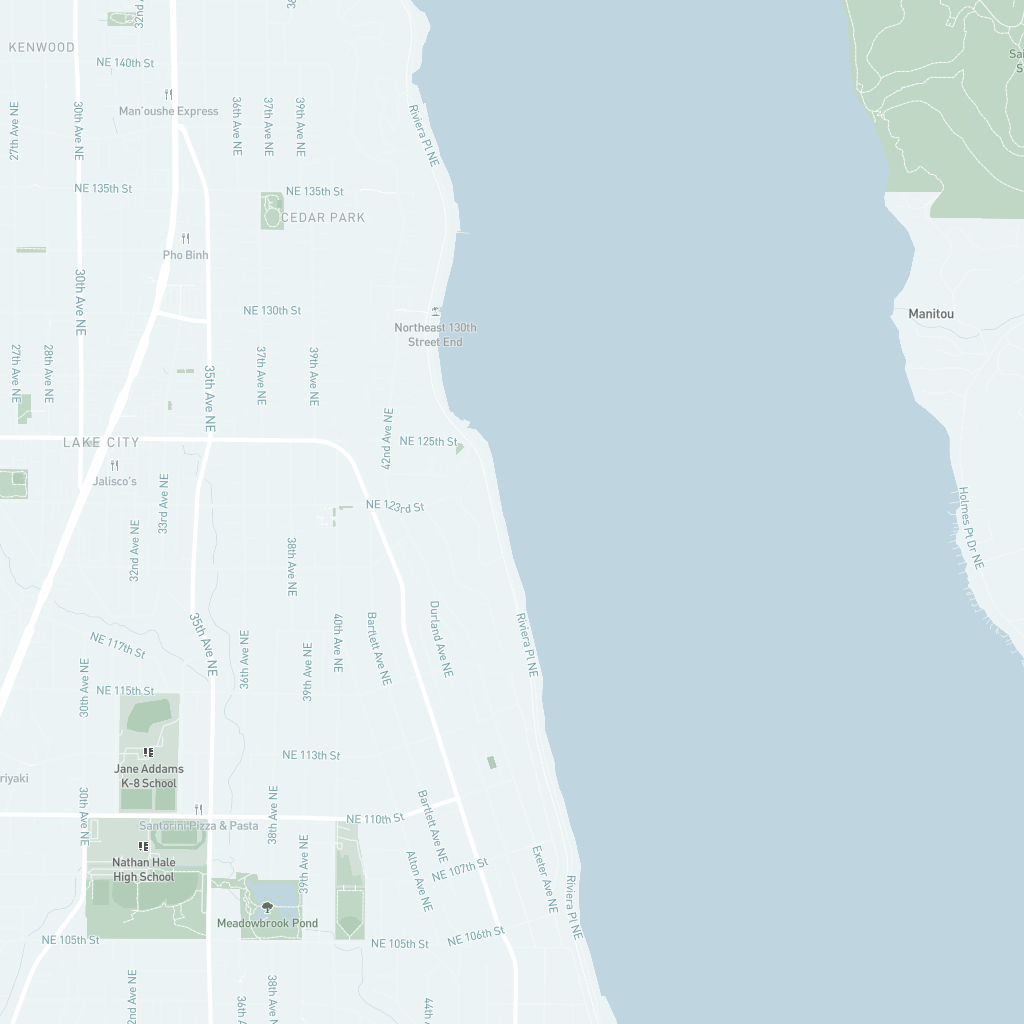 32nd A
36
KENWOOD
NE 140th St
Sai
S
Man'oushe Express
27th Ave NE
30th Ave NE
36th Ave NE
37th Ave NE
39th Ave NE
Riviera Pl NE
NE 135th St
NE 135th St
CEDAR PARK
Pho Binh
30th Ave NE
NE 130th St
Northeast 130th
Street End
Manitou
27th Ave NE
28th Ave NE
35th Ave NE
37th Ave NE
39th Ave NE
42nd Ave NE
LAKE CITY
NE 125th St
Jalisco's
33rd Ave NE
NE 123rd St
Holmes Pt Dr NE
32nd Ave NE
38th Ave NE
NE 117th St
35th Ave NE
36th Ave NE
39th Ave NE
40th Ave NE
Bartlett Ave NE
Durland Ave NE
Riviera Pl NE
30th Ave NE
NE 115th St
NE 113th St
Jane Addams
K-8 School
riyaki
30th Ave NE
Santorini Pizza & Pasta
38th Ave NE
NE 110th St
Bartlett Ave NE
Nathan Hale
High School
39th Ave NE
Alton Ave NE
NE 107th St
Exeter Ave NE
Riviera Pl NE
Meadowbrook Pond
NE 105th St
NE 105th St
NE 106th St
2nd Ave NE
36th A
38th Ave N
44th A